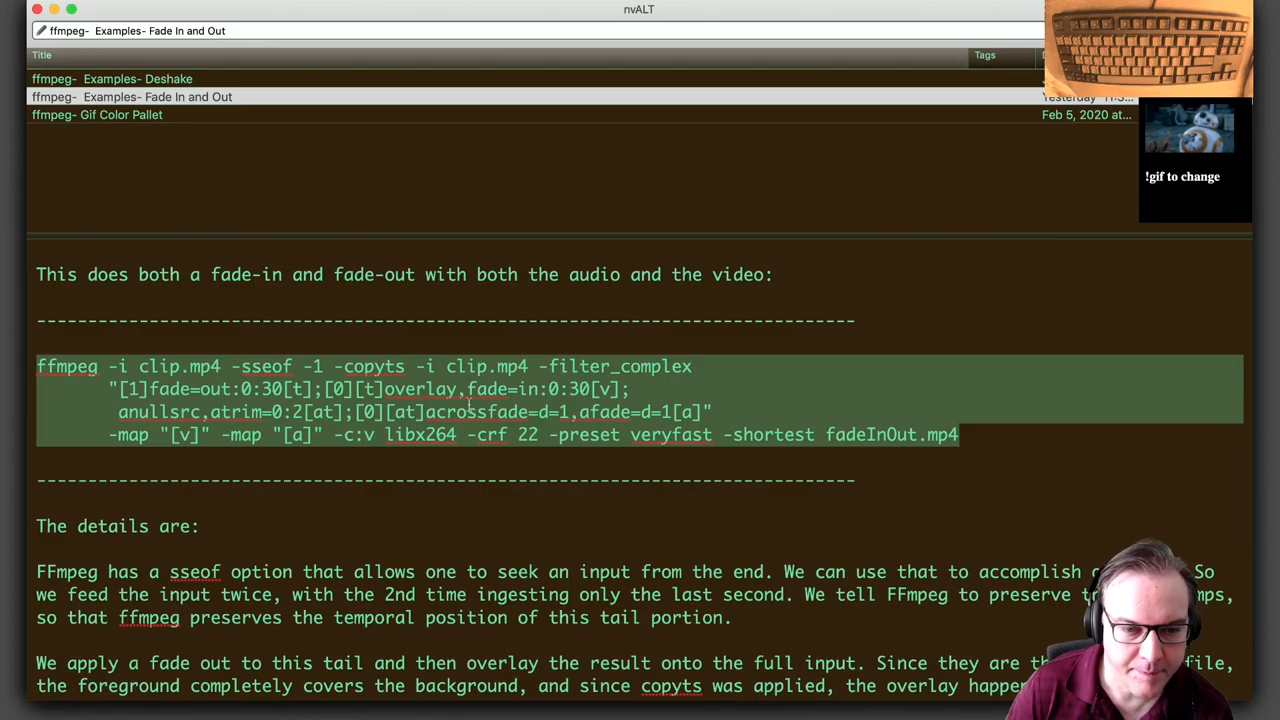 nvALT
ffmpeg- Examples- Fade In and Out
Title
Tags
ffmpeg- Examples- Deshake
ffmpeg- Examples- Fade In and Out
Yesterday
ffmpeg- Gif Color Pallet
Feb 5, 2020 at...
!gif to change
This does both a fade-in and fade-out with both the audio and the video:
--------------------------------------------------------------------------------
ffmpeg -i clip.mp4 -sseof -1 -copyts -i clip.mp4 -filter_complex
"[1]fade=out:0:30[t];[0][t]overlay,fade=in:0:30[v];
anullsrc,atrim=0:2[at];[0][at]acrossfade=d=1,afade=d=1[a]"
-map "[v]" -map "[a]" -c:v libx264 -crf 22 -preset veryfast -shortest fadeInOut.mp4
--------------------------------------------------------------------------------
The details are:
FFmpeg has a sseof option that allows one to seek an input from the end. We can use that to accomplish So
we feed the input twice, with the 2nd time ingesting only the last second. We tell FFmpeg to preserve
so that ffmpeg preserves the temporal position of this tail portion.
We apply a fade out to this tail and then overlay the result onto the full input. Since they are file,
the foreground completely covers the background, and since copyts was applied, the overlay